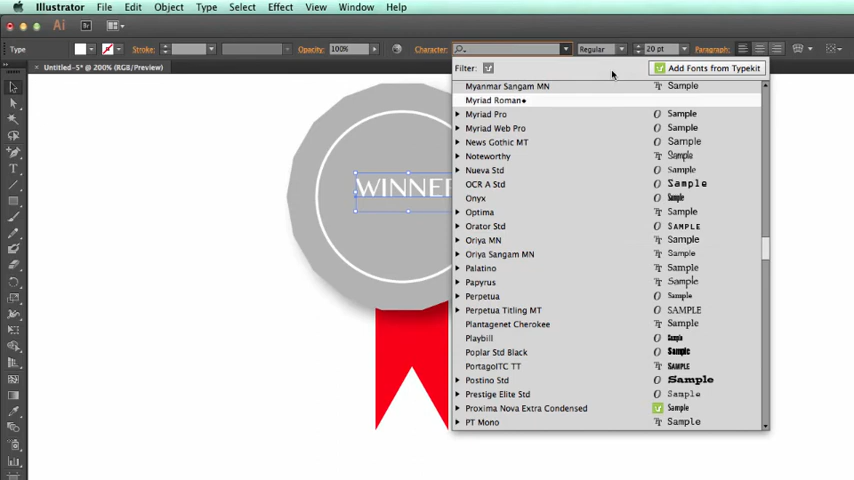 Illustrator File Edit Object Type Select Effect View Window Help
Ai Br
Type Stroke: Opacity: 100% Character: Regular 20 pt Paragraph:
× Untitled-5* @ 200% (RGB/Preview)
Filter: Add Fonts from Typekit
Myanmar Sangam MN Sample
Myriad Roman
Myriad Pro Sample
Myriad Web Pro Sample
News Gothic MT Sample
Noteworthy Sample
Nueva Std Sample
OCR A Std Sample
Onyx Sample
Optima Sample
Orator Std SAMPLE
Oriya MN Sample
Oriya Sangam MN Sample
Palatino Sample
Papyrus Sample
Perpetua Sample
Perpetua Titling MT SAMPLE
Plantagenet Cherokee Sample
Playbill Sample
Poplar Std Black Sample
PortagoITC TT SAMPLE
Postino Std Sample
Prestige Elite Std Sample
Proxima Nova Extra Condensed Sample
PT Mono Sample
WINNER